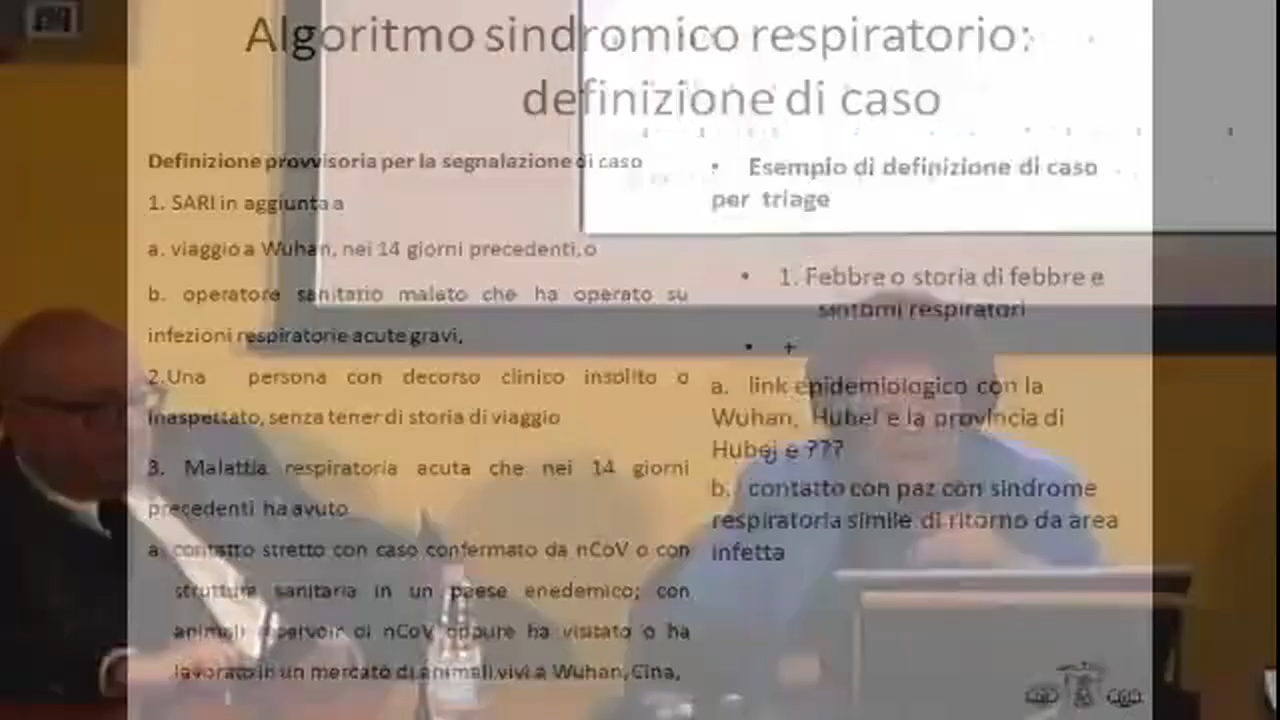 Algoritmo sindromico respiratorio:
definizione di caso
Definizione provvisoria per la segnalazione di caso
1. SARI in aggiunta a
a. viaggio a Wuhan, nei 14 giorni precedenti, o
b. operatore sanitario malato che ha operato su
infezioni respiratorie acute gravi,
2.Una persona con decorso clinico insolito o
inaspettato, senza tener di storia di viaggio
3. Malattia respiratoria acuta che nei 14 giorni
precedenti ha avuto
a contatto stretto con caso confermato da nCoV o con
struttura sanitaria in un paese enedemico; con
animali di nCoV oppure ha visitato o ha
lavorato in un mercato di animali vivi a Wuhan, Cina,
• Esempio di definizione di caso
per triage
• 1. Febbre o storia di febbre e
sintomi respiratori
• +
a. link epidemiologico con la
Wuhan, Hubei e la provincia di
Hubej e ???
b. contatto con paz con sindrome
respiratoria simile di ritorno da area
infetta